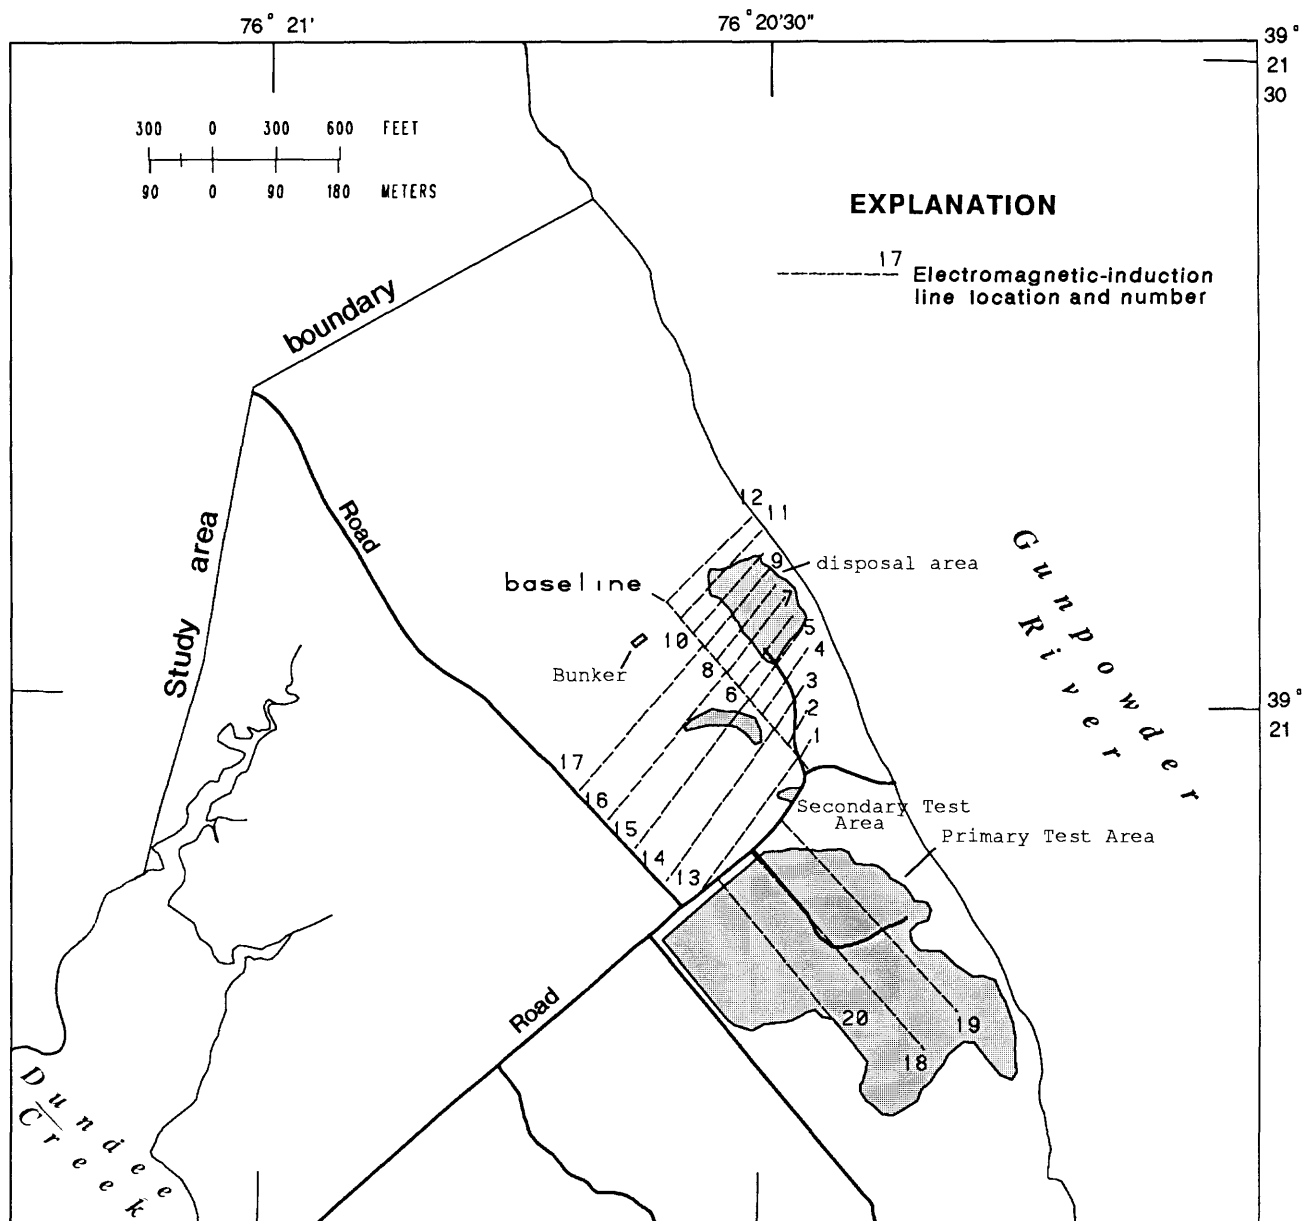 76° 21'
76° 20'30"
39°
21
30
300 0 300 600 FEET
90 0 90 180 METERS
EXPLANATION
17
Electromagnetic-induction
line location and number
boundary
area
Study
Road
12
11
9
disposal area
baseline
7
5
10
4
Bunker
8
3
6
2
1
39°
21
Gunpowder
River
17
16
15
14
13
Secondary Test
Area
Primary Test Area
20
19
18
Road
Dundee
Creek